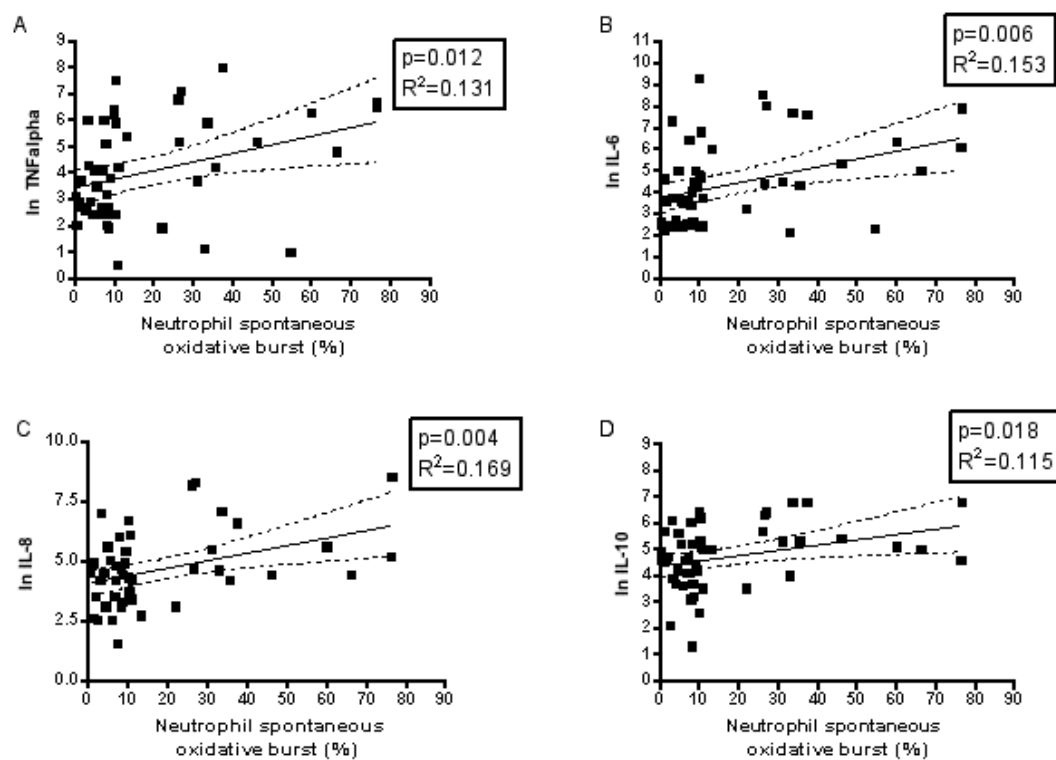 A
p=0.012
R²=0.131
ln TNFalpha
9
8
7
6
5
4
3
2
1
0
0 10 20 30 40 50 60 70 80 90
Neutrophil spontaneous
oxidative burst (%)
B
p=0.006
R²=0.153
ln IL-6
11
10
9
8
7
6
5
4
3
2
1
0
0 10 20 30 40 50 60 70 80 90
Neutrophil spontaneous
oxidative burst (%)
C
p=0.004
R²=0.169
ln IL-8
10.0
7.5
5.0
2.5
0.0
0 10 20 30 40 50 60 70 80 90
Neutrophil spontaneous
oxidative burst (%)
D
p=0.018
R²=0.115
ln IL-10
9
8
7
6
5
4
3
2
1
0
0 10 20 30 40 50 60 70 80 90
Neutrophil spontaneous
oxidative burst (%)